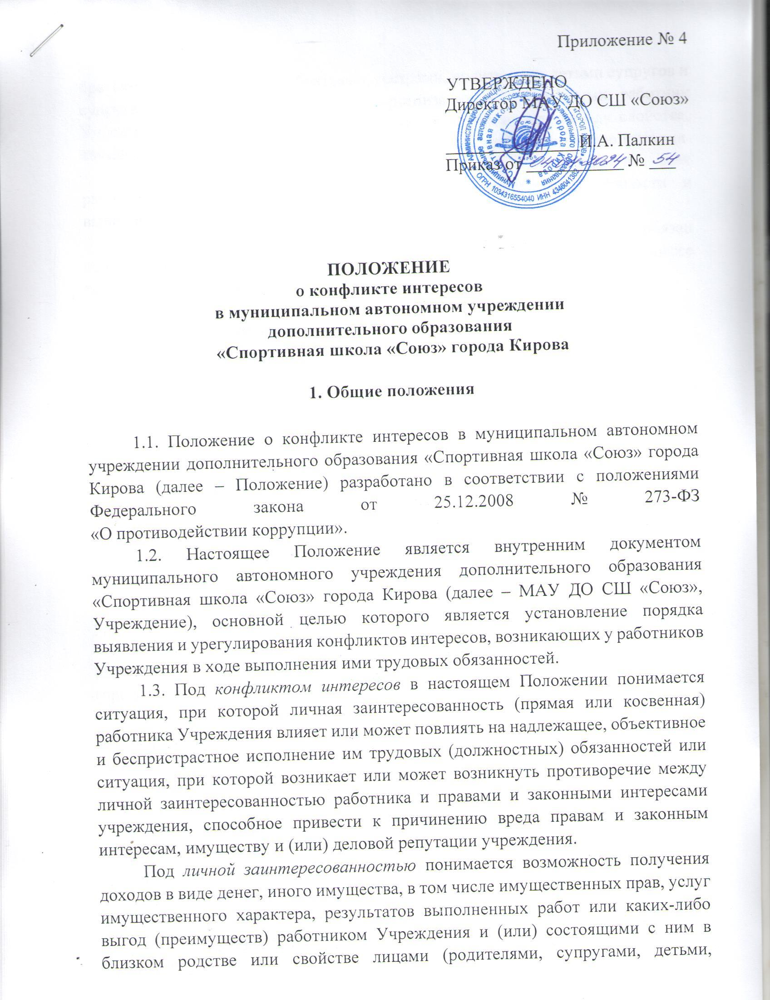 Приложение № 4
УТВЕРЖДЕНО
Директор МАУ ДО СШ «Союз»
И.А. Палкин
Приказ от 2024 № 54
ОГРН 1034316554040 ИНН 4346041382
ПОЛОЖЕНИЕ
о конфликте интересов
в муниципальном автономном учреждении
дополнительного образования
«Спортивная школа «Союз» города Кирова
1. Общие положения
1.1. Положение о конфликте интересов в муниципальном автономном
учреждении дополнительного образования «Спортивная школа «Союз» города
Кирова (далее – Положение) разработано в соответствии с положениями
Федерального закона от 25.12.2008 № 273-ФЗ
«О противодействии коррупции».
1.2. Настоящее Положение является внутренним документом
муниципального автономного учреждения дополнительного образования
«Спортивная школа «Союз» города Кирова (далее – МАУ ДО СШ «Союз»,
Учреждение), основной целью которого является установление порядка
выявления и урегулирования конфликтов интересов, возникающих у работников
Учреждения в ходе выполнения ими трудовых обязанностей.
1.3. Под конфликтом интересов в настоящем Положении понимается
ситуация, при которой личная заинтересованность (прямая или косвенная)
работника Учреждения влияет или может повлиять на надлежащее, объективное
и беспристрастное исполнение им трудовых (должностных) обязанностей или
ситуация, при которой возникает или может возникнуть противоречие между
личной заинтересованностью работника и правами и законными интересами
учреждения, способное привести к причинению вреда правам и законным
интересам, имуществу и (или) деловой репутации учреждения.
Под личной заинтересованностью понимается возможность получения
доходов в виде денег, иного имущества, в том числе имущественных прав, услуг
имущественного характера, результатов выполненных работ или каких-либо
выгод (преимуществ) работником Учреждения и (или) состоящими с ним в
близком родстве или свойстве лицами (родителями, супругами, детьми,